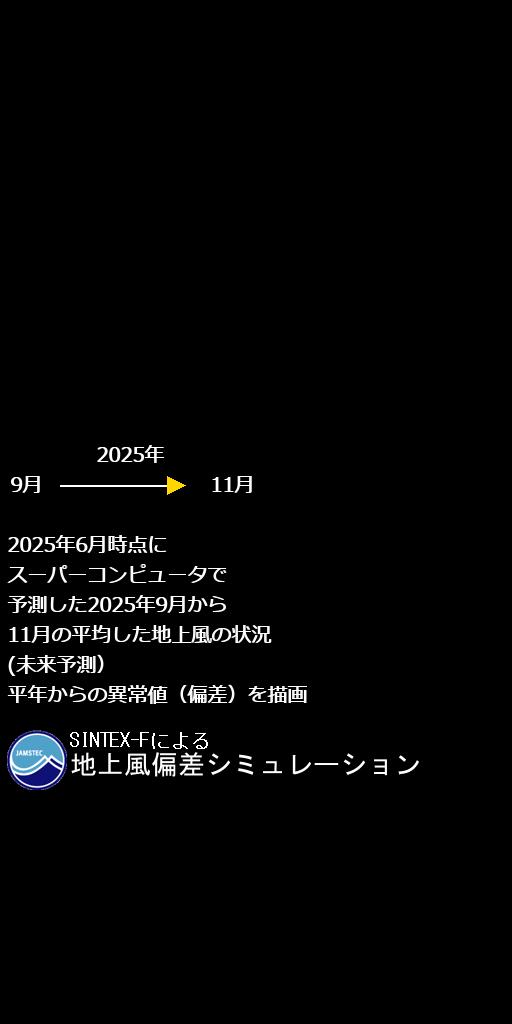 2025年
9月 11月
2025年6月時点に
スーパーコンピュータで
予測した2025年9月から
11月の平均した地上風の状況
(未来予測）
平年からの異常値（偏差）を描画
SINTEX-Fによる
JAMSTEC
地上風偏差シミュレーション